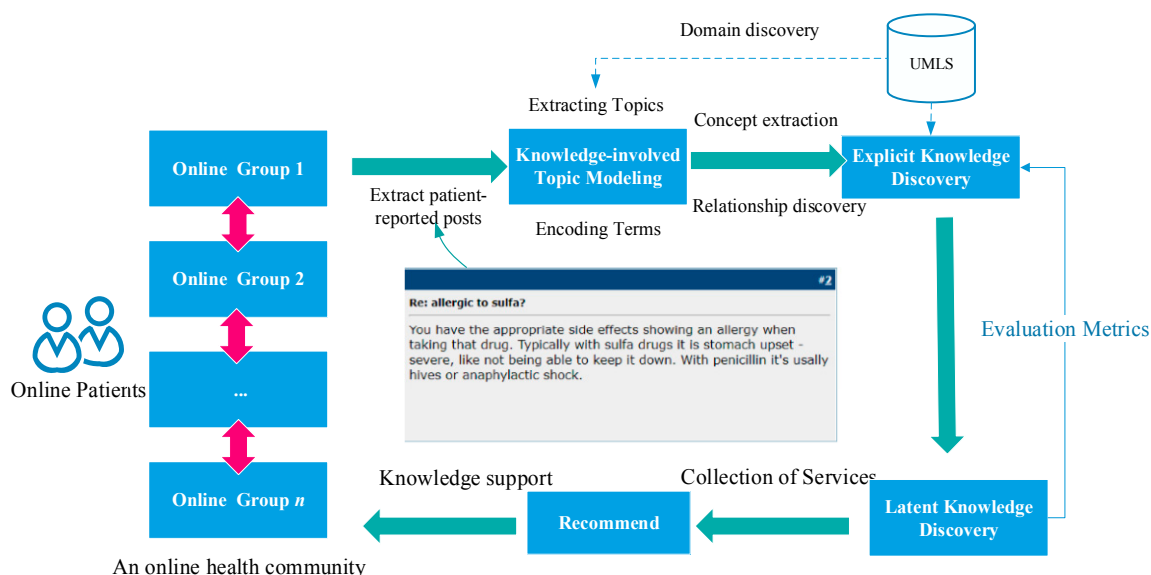 Domain discovery
UMLS
Extracting Topics
Concept extraction
Online Group 1
Knowledge-involved
Topic Modeling
Explicit Knowledge
Discovery
Extract patient-
reported posts
Relationship discovery
Encoding Terms
Online Group 2
#2
Re: allergic to sulfa?
You have the appropriate side effects showing an allergy when
taking that drug. Typically with sulfa drugs it is stomach upset -
severe, like not being able to keep it down. With penicillin it's usally
hives or anaphylactic shock.
Evaluation Metrics
Online Patients
...
Knowledge support
Collection of Services
Online Group n
Recommend
Latent Knowledge
Discovery
An online health community